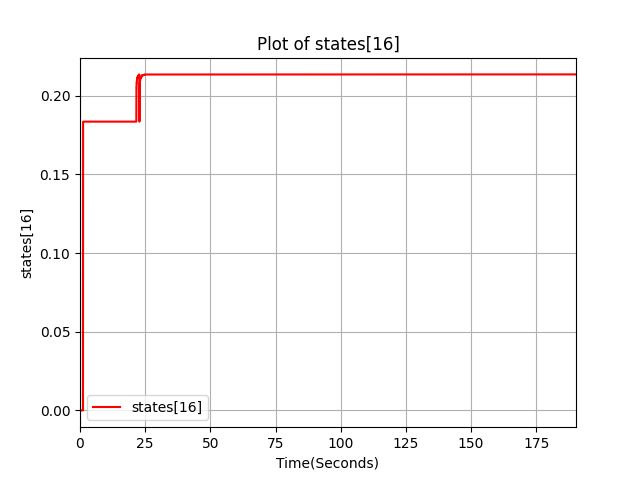 Plot of states[16]
0.20
0.15
0.10
0.05
0.00
states[16]
states[16]
0 25 50 75 100 125 150 175
Time(Seconds)